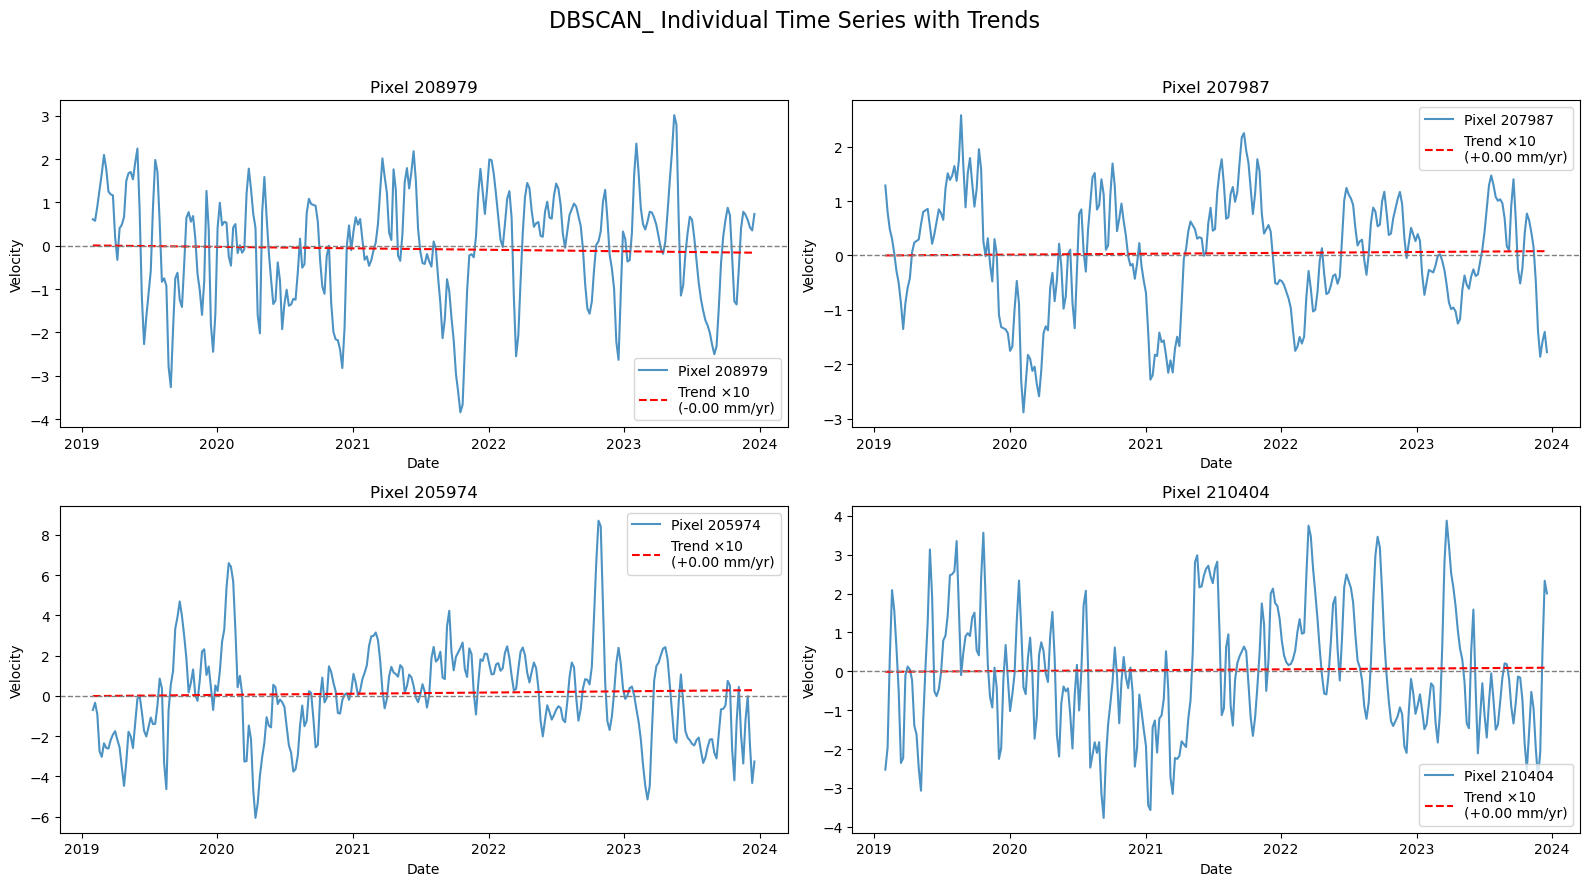 DBSCAN_ Individual Time Series with Trends
Pixel 208979
3
2
1
0
−1
−2
−3
−4
Velocity
Pixel 208979
Trend ×10
(-0.00 mm/yr)
2019 2020 2021 2022 2023 2024
Date
Pixel 207987
2
1
0
−1
−2
−3
Velocity
Pixel 207987
Trend ×10
(+0.00 mm/yr)
2019 2020 2021 2022 2023 2024
Date
Pixel 205974
8
6
4
2
0
−2
−4
−6
Velocity
Pixel 205974
Trend ×10
(+0.00 mm/yr)
2019 2020 2021 2022 2023 2024
Date
Pixel 210404
4
3
2
1
0
−1
−2
−3
−4
Velocity
Pixel 210404
Trend ×10
(+0.00 mm/yr)
2019 2020 2021 2022 2023 2024
Date